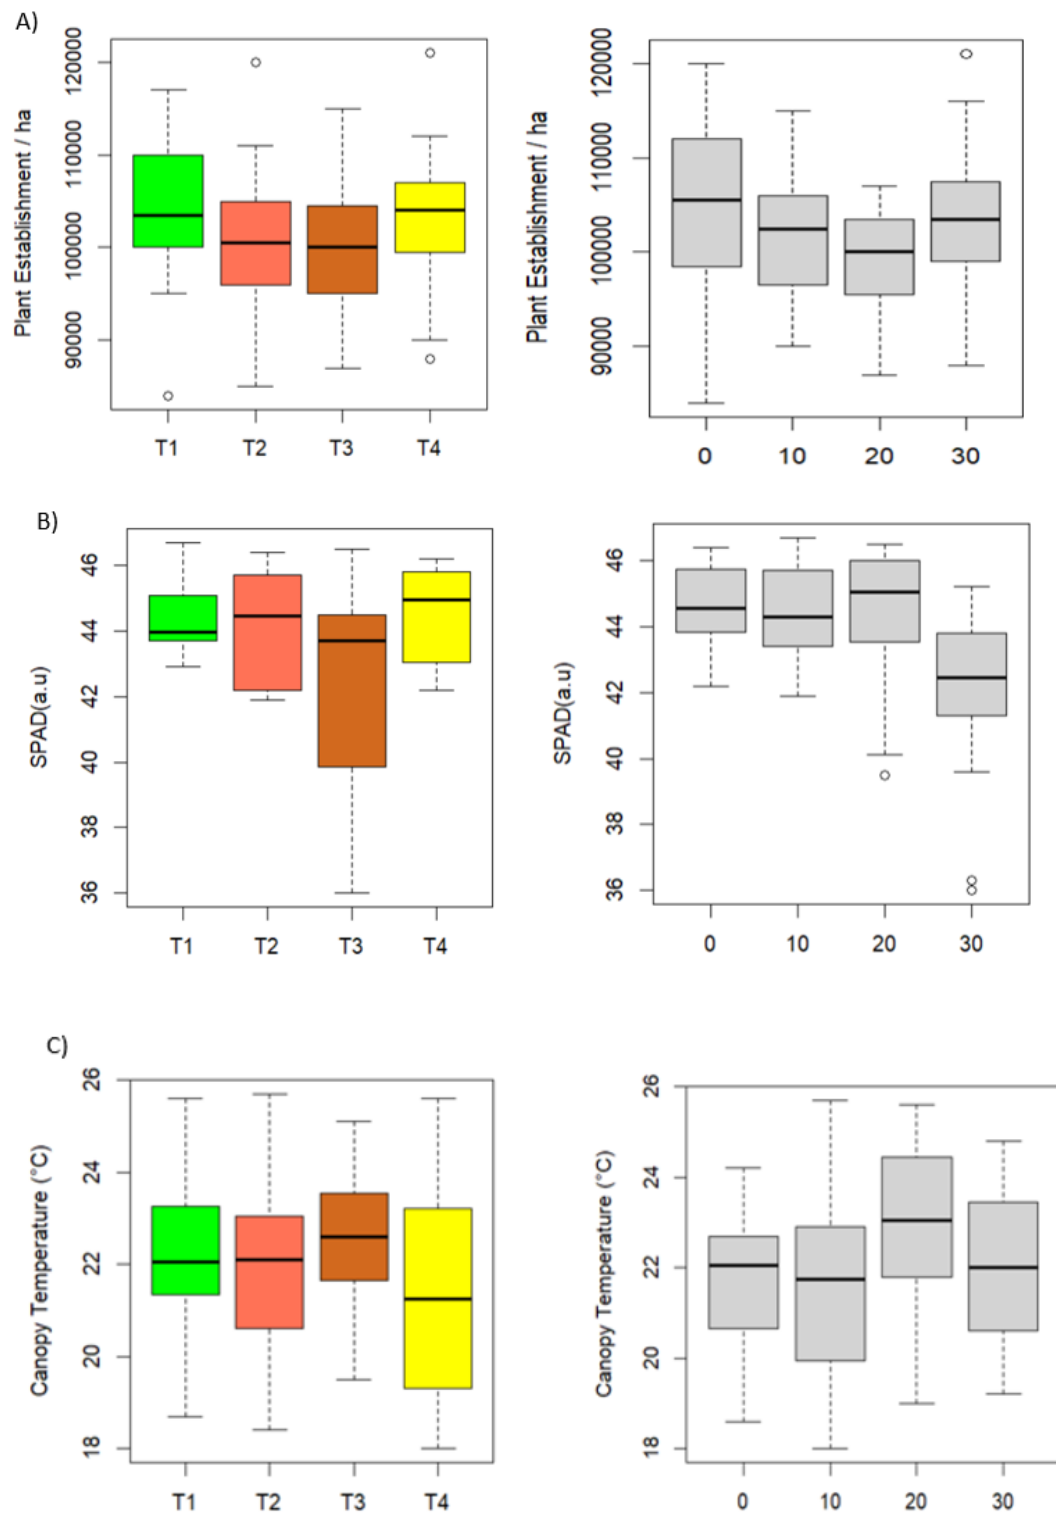 A)
Plant Establishment / ha
120000
110000
100000
90000
T1 T2 T3 T4
Plant Establishment / ha
120000
110000
100000
90000
0 10 20 30
B)
SPAD(a.u)
46
44
42
40
38
36
T1 T2 T3 T4
SPAD(a.u)
46
44
42
40
38
36
0 10 20 30
C)
Canopy Temperature (°C)
26
24
22
20
18
T1 T2 T3 T4
Canopy Temperature (°C)
26
24
22
20
18
0 10 20 30